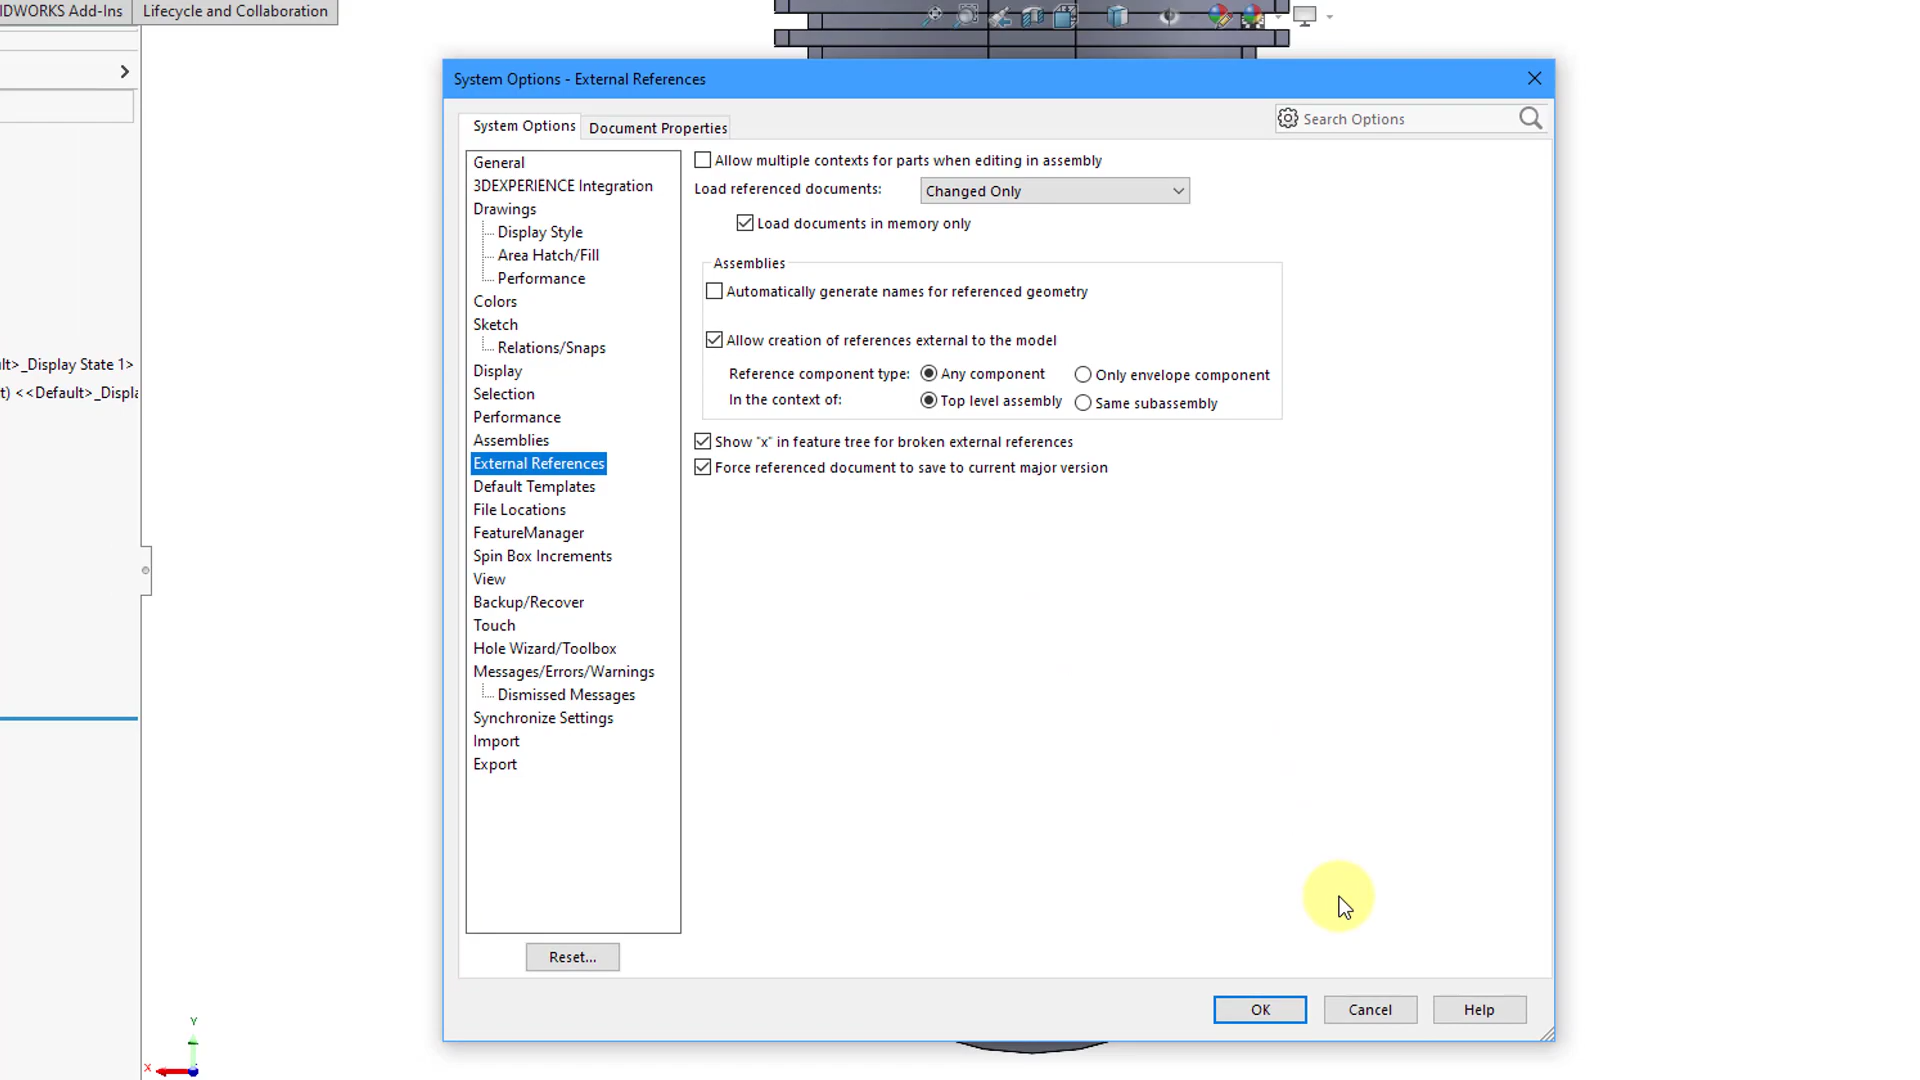 IDWORKS Add-Ins
Lifecycle and Collaboration
lt>_Display State 1>
t) <<Default>_Displa
System Options - External References
System Options
Document Properties
Search Options
General
3DEXPERIENCE Integration
Drawings
Display Style
Area Hatch/Fill
Performance
Colors
Sketch
Relations/Snaps
Display
Selection
Performance
Assemblies
External References
Default Templates
File Locations
FeatureManager
Spin Box Increments
View
Backup/Recover
Touch
Hole Wizard/Toolbox
Messages/Errors/Warnings
Dismissed Messages
Synchronize Settings
Import
Export
Reset...
Allow multiple contexts for parts when editing in assembly
Load referenced documents: Changed Only
Load documents in memory only
Assemblies
Automatically generate names for referenced geometry
Allow creation of references external to the model
Reference component type: Any component Only envelope component
In the context of: Top level assembly Same subassembly
Show "x" in feature tree for broken external references
Force referenced document to save to current major version
OK Cancel Help
Y
X